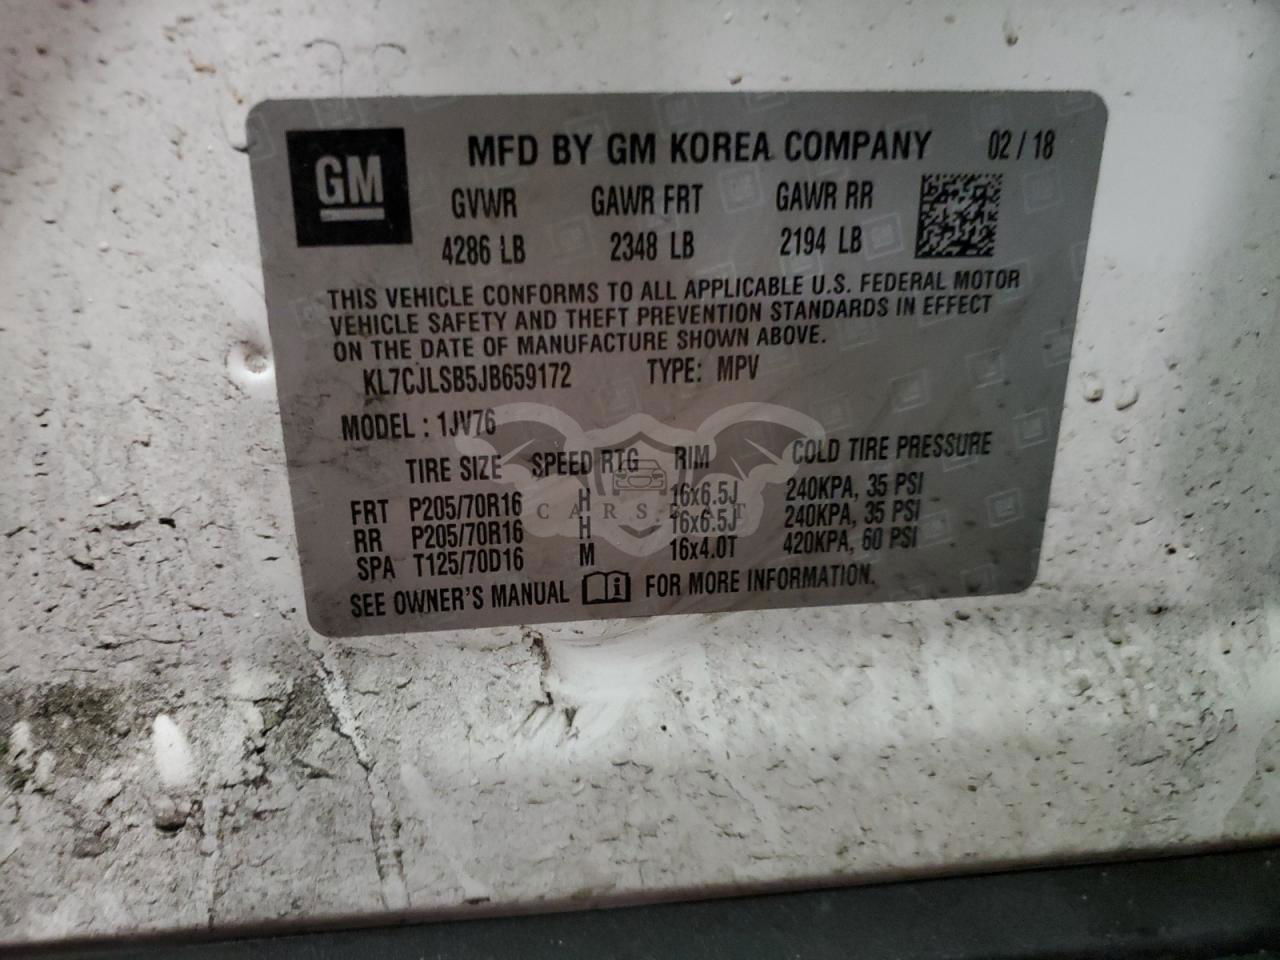 GM
MFD BY GM KOREA COMPANY 02 / 18
GVWR GAWR FRT GAWR RR
4286 LB 2348 LB 2194 LB
THIS VEHICLE CONFORMS TO ALL APPLICABLE U.S. FEDERAL MOTOR
VEHICLE SAFETY AND THEFT PREVENTION STANDARDS IN EFFECT
ON THE DATE OF MANUFACTURE SHOWN ABOVE.
KL7CJLSB5JB659172 TYPE: MPV
MODEL : 1JV76
TIRE SIZE SPEED RTG RIM COLD TIRE PRESSURE
FRT P205/70R16 H 16x6.5J 240KPA, 35 PSI
RR P205/70R16 H 16x6.5J 240KPA, 35 PSI
SPA T125/70D16 M 16x4.0T 420KPA, 60 PSI
SEE OWNER'S MANUAL i FOR MORE INFORMATION.